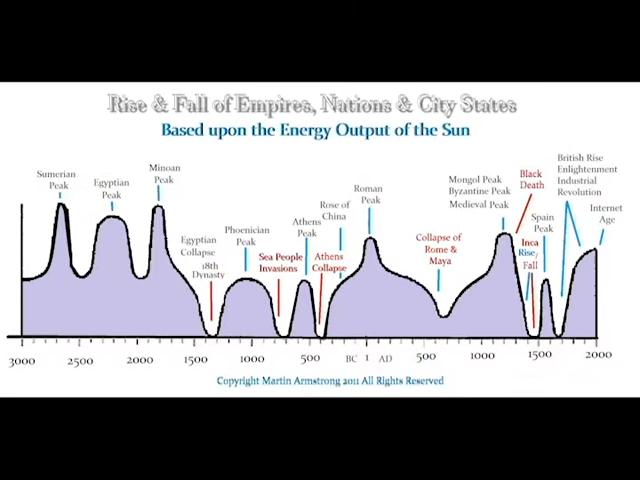 Rise & Fall of Empires, Nations & City States
Based upon the Energy Output of the Sun
Sumerian
Peak
Egyptian
Peak
Minoan
Peak
Egyptian
Collapse
18th
Dynasty
Phoenician
Peak
Sea People
Invasions
Athens
Peak
Athens
Collapse
Rose of
China
Roman
Peak
Collapse of
Rome &
Maya
Mongol Peak
Byzantine Peak
Medieval Peak
Black
Death
Inca
Rise/
Fall
Spain
Peak
British Rise
Enlightenment
Industrial
Revolution
Internet
Age
3000 2500 2000 1500 1000 500 BC 1 AD 500 1000 1500 2000
Copyright Martin Armstrong 2011 All Rights Reserved